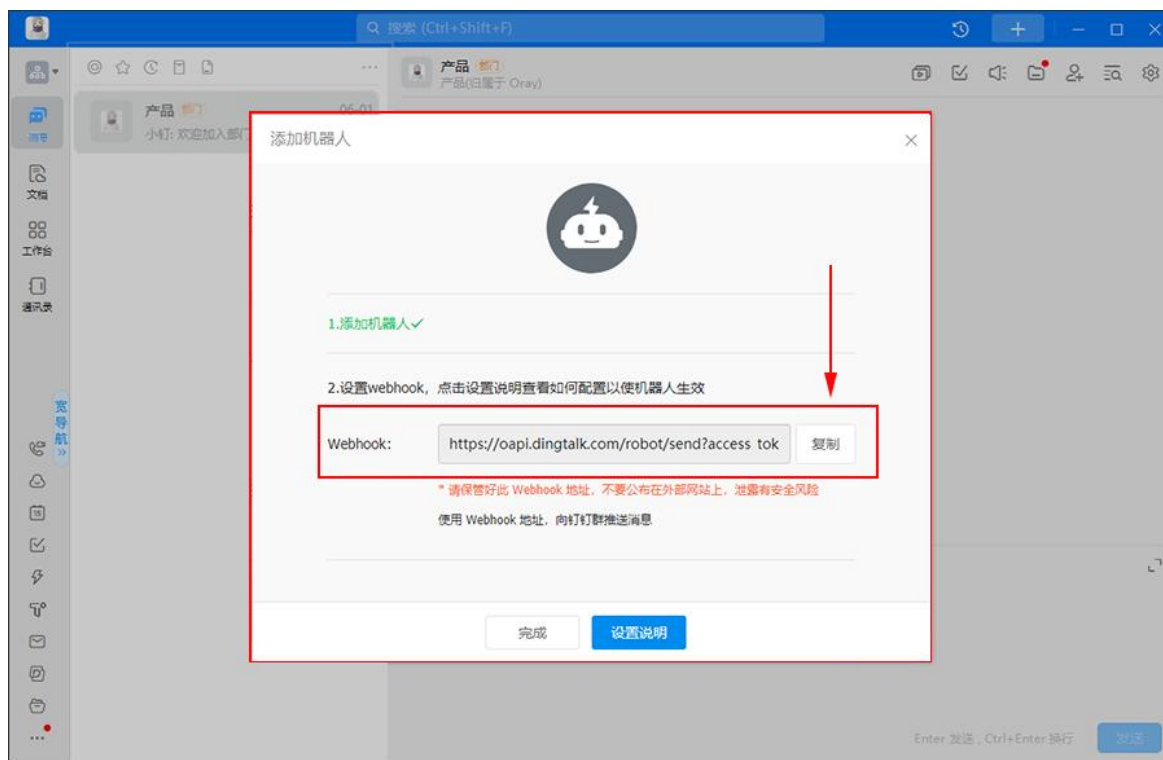 搜索 (Ctrl+Shift+F)
产品 部门
产品(归属于 Oray)
产品 部门 06-01
小钉: 欢迎加入部门
消息
文档
工作台
通讯录
宽导航
15
添加机器人
1.添加机器人
2.设置webhook，点击设置说明查看如何配置以使机器人生效
Webhook:
https://oapi.dingtalk.com/robot/send?access tok
复制
* 请保管好此 Webhook 地址，不要公布在外部网站上，泄露有安全风险
使用 Webhook 地址，向钉钉群推送消息
完成
设置说明
Enter 发送 , Ctrl+Enter 换行
发送